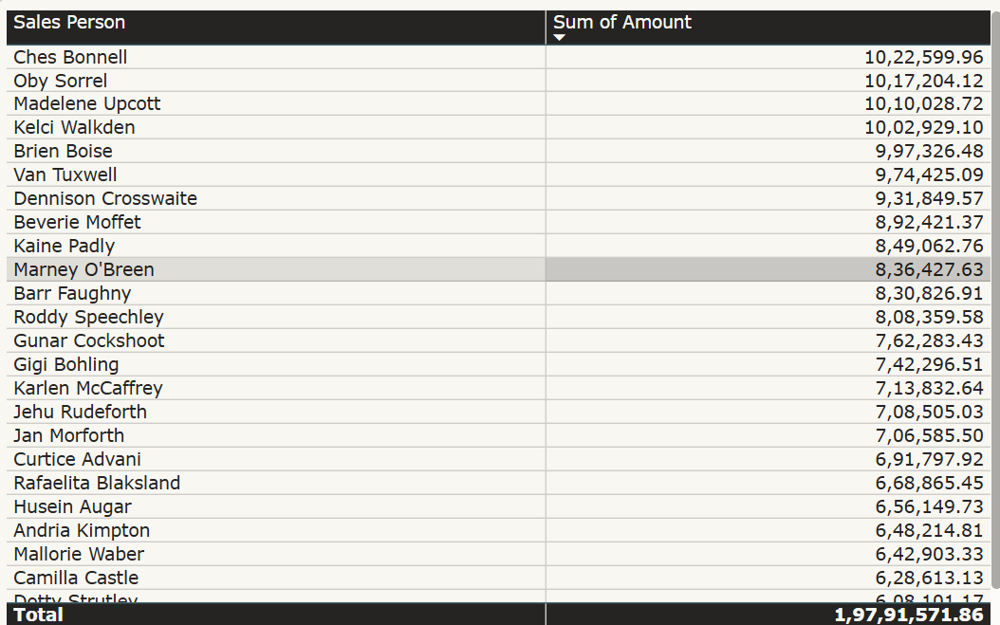 Sales Person Sum of Amount
Ches Bonnell 10,22,599.96
Oby Sorrel 10,17,204.12
Madelene Upcott 10,10,028.72
Kelci Walkden 10,02,929.10
Brien Boise 9,97,326.48
Van Tuxwell 9,74,425.09
Dennison Crosswaite 9,31,849.57
Beverie Moffet 8,92,421.37
Kaine Padly 8,49,062.76
Marney O'Breen 8,36,427.63
Barr Faughny 8,30,826.91
Roddy Speechley 8,08,359.58
Gunar Cockshoot 7,62,283.43
Gigi Bohling 7,42,296.51
Karlen McCaffrey 7,13,832.64
Jehu Rudeforth 7,08,505.03
Jan Morforth 7,06,585.50
Curtice Advani 6,91,797.92
Rafaelita Blaksland 6,68,865.45
Husein Augar 6,56,149.73
Andria Kimpton 6,48,214.81
Mallorie Waber 6,42,903.33
Camilla Castle 6,28,613.13
Dotty Strutley 6,08,101.17
Total 1,97,91,571.86